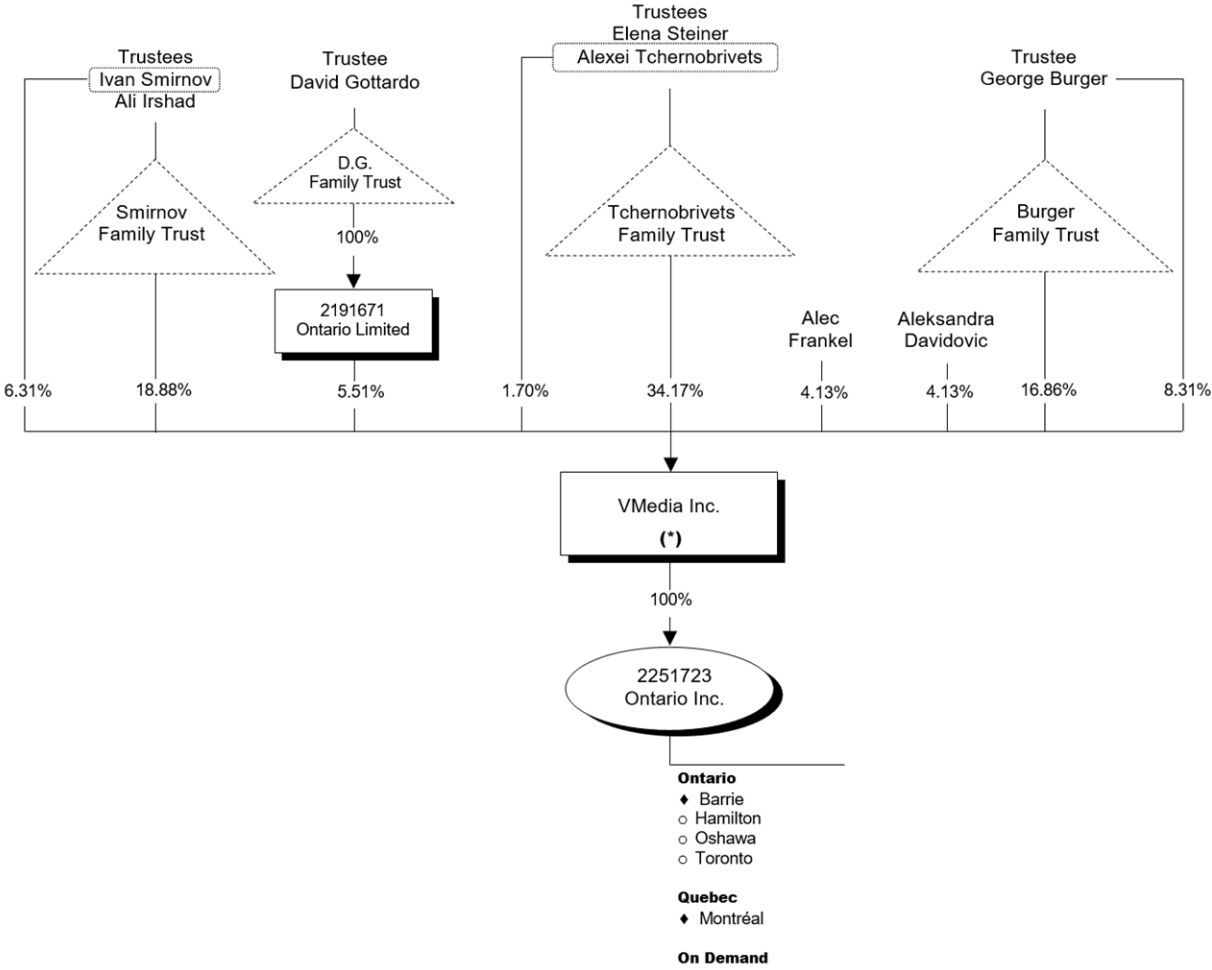 Trustees
Ivan Smirnov
Ali Irshad
Trustee
David Gottardo
Trustees
Elena Steiner
Alexei Tchernobrivets
Trustee
George Burger
Smirnov
Family Trust
D.G.
Family Trust
100%
2191671
Ontario Limited
Tchernobrivets
Family Trust
Burger
Family Trust
Alec
Frankel
Aleksandra
Davidovic
6.31%
18.88%
5.51%
1.70%
34.17%
4.13%
4.13%
16.86%
8.31%
VMedia Inc.
(*)
100%
2251723
Ontario Inc.
Ontario
♦ Barrie
○ Hamilton
○ Oshawa
○ Toronto
Quebec
♦ Montréal
On Demand